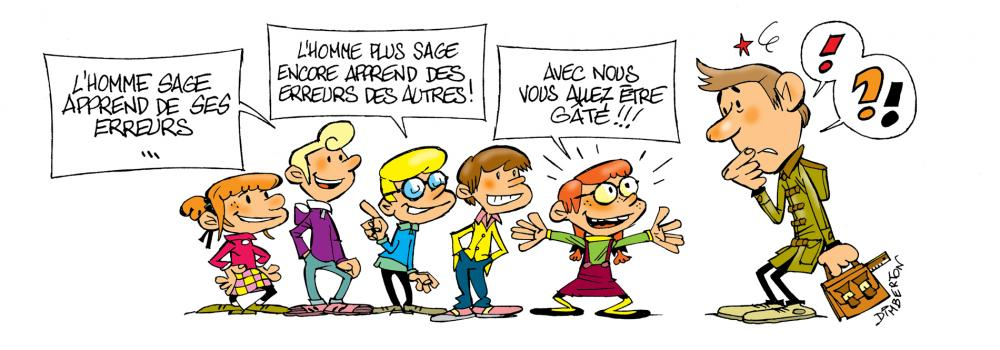 L'HOMME SAGE
APPREND DE SES
ERREURS
...
L'HOMME PLUS SAGE
ENCORE APPREND DES
ERREURS DES AUTRES!
AVEC NOUS
VOUS ALLEZ ÊTRE
GÂTÉ!!!
!
?!
DIMBERTON